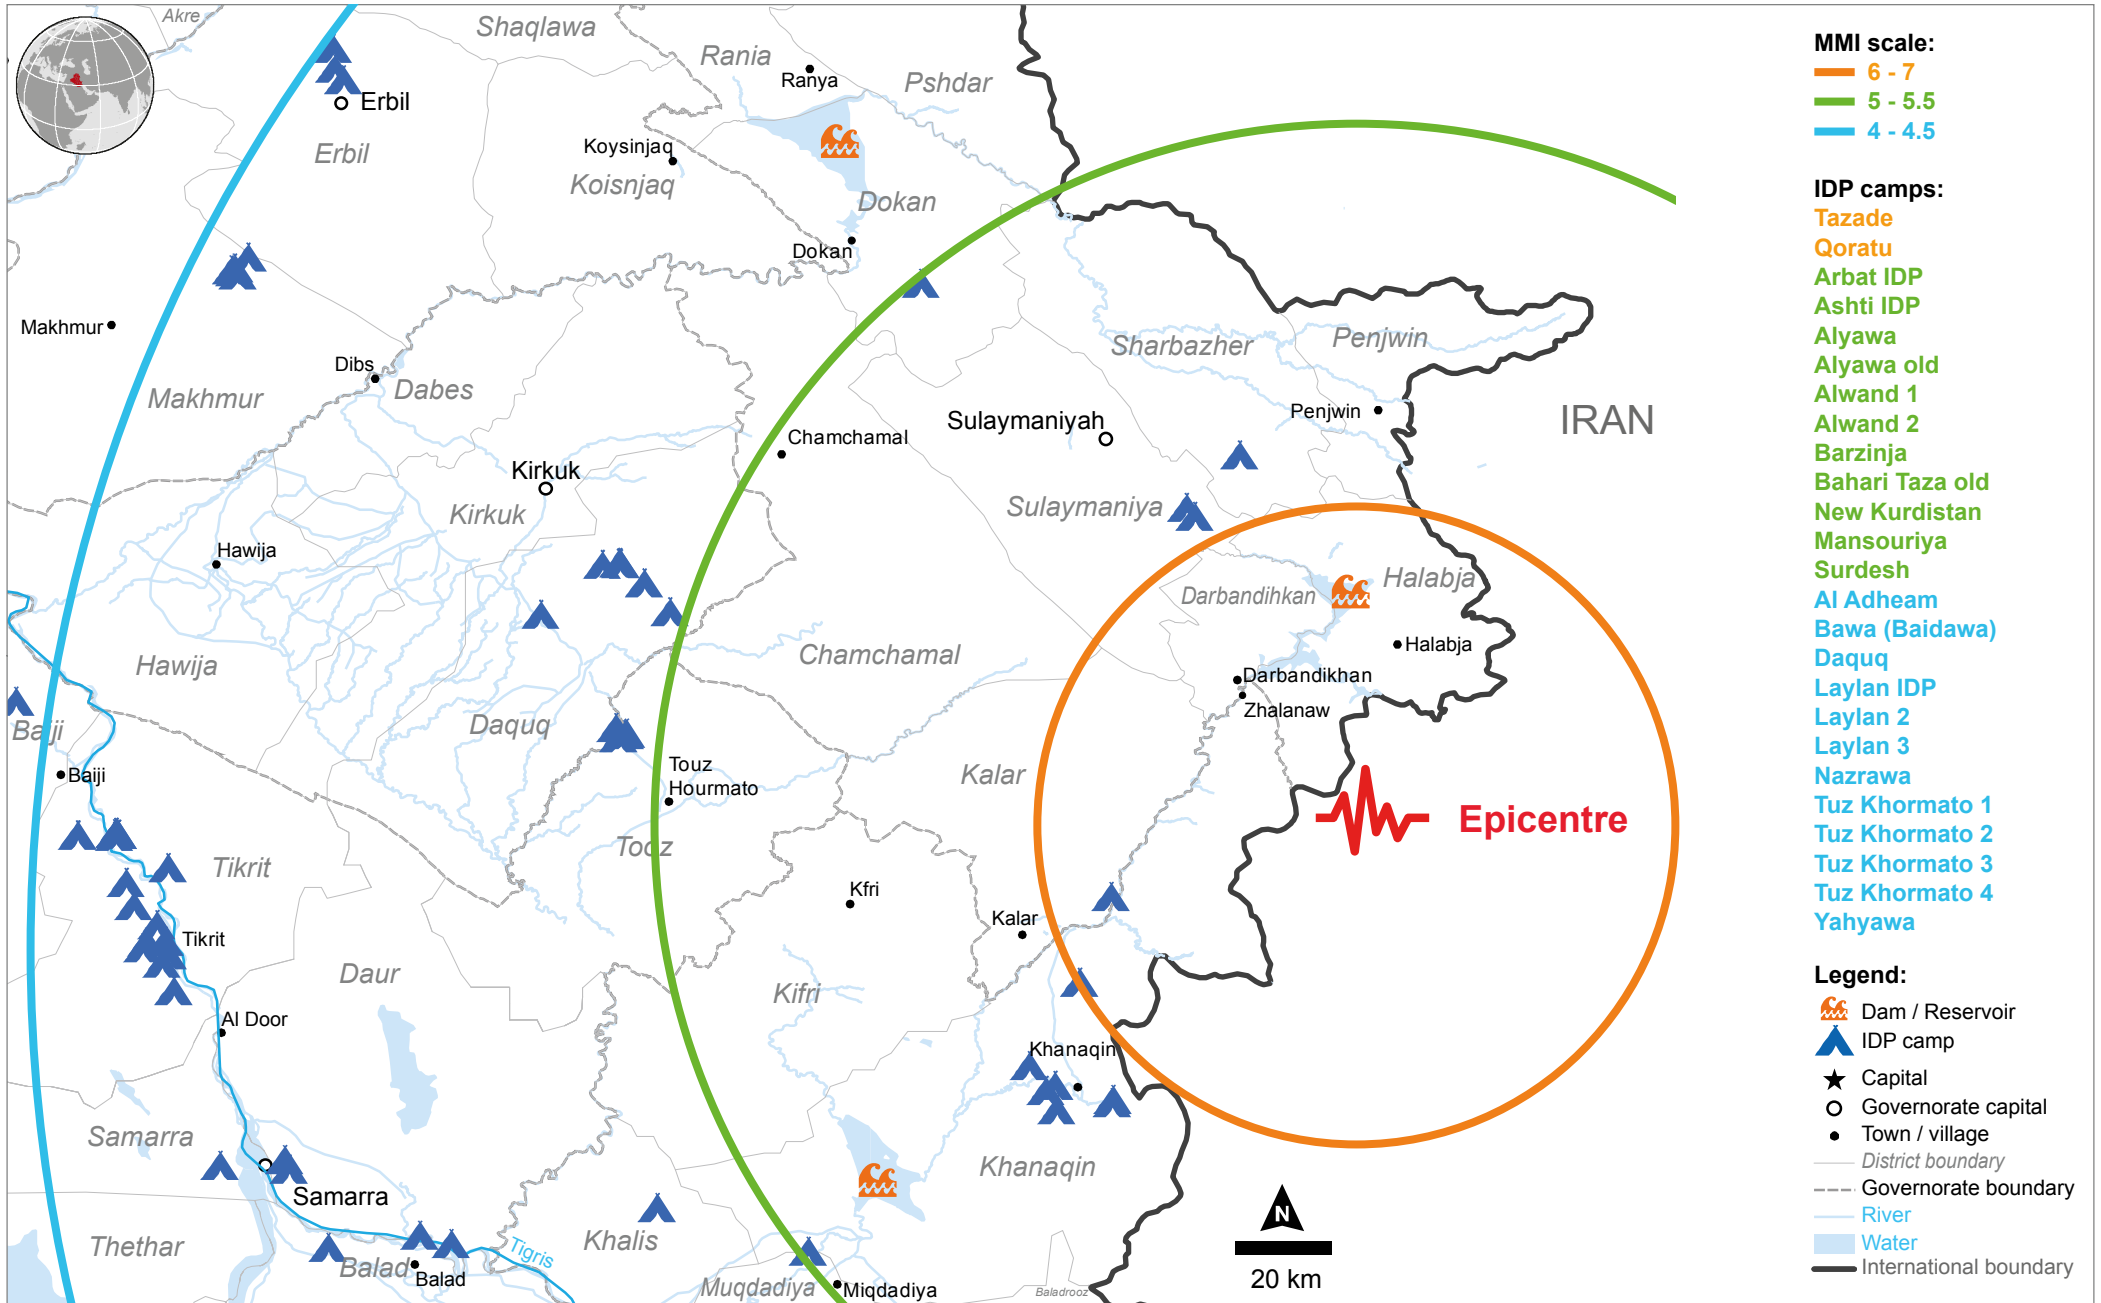 Akre
Shaqlawa
Rania
Ranya
Pshdar
Erbil
Erbil
Koysinjaq
Koisnjaq
Dokan
Dokan
Makhmur
Dibs
Dabes
Makhmur
Sharbazher
Penjwin
Penjwin
IRAN
Sulaymaniyah
Chamchamal
Kirkuk
Kirkuk
Sulaymaniya
Hawija
Hawija
Darbandihkan
Halabja
Halabja
Chamchamal
Darbandikhan
Zhalanaw
Baiji
Baiji
Daquq
Touz
Hourmato
Kalar
Epicentre
Tooz
Tikrit
Kfri
Kalar
Tikrit
Daur
Kifri
Al Door
Khanaqin
Samarra
Khanaqin
Samarra
Thethar
Khalis
Tigris
Balad
Balad
Muqdadiya
Miqdadiya
Baladrooz
N
20 km
MMI scale:
6 - 7
5 - 5.5
4 - 4.5
IDP camps:
Tazade
Qoratu
Arbat IDP
Ashti IDP
Alyawa
Alyawa old
Alwand 1
Alwand 2
Barzinja
Bahari Taza old
New Kurdistan
Mansouriya
Surdesh
Al Adheam
Bawa (Baidawa)
Daquq
Laylan IDP
Laylan 2
Laylan 3
Nazrawa
Tuz Khormato 1
Tuz Khormato 2
Tuz Khormato 3
Tuz Khormato 4
Yahyawa
Legend:
Dam / Reservoir
IDP camp
Capital
Governorate capital
Town / village
District boundary
Governorate boundary
River
Water
International boundary